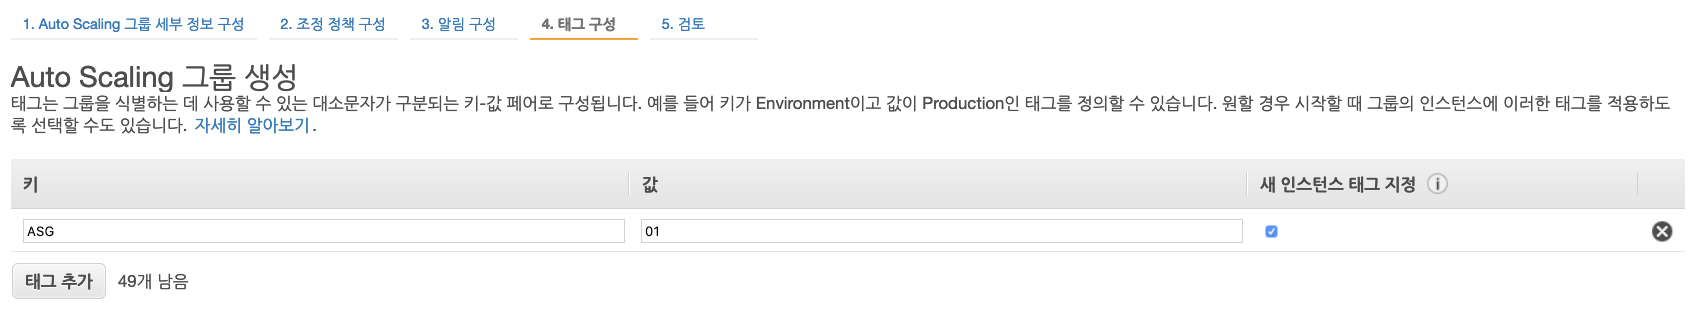 1. Auto Scaling 그룹 세부 정보 구성 2. 조정 정책 구성 3. 알림 구성 4. 태그 구성 5. 검토
Auto Scaling 그룹 생성
태그는 그룹을 식별하는 데 사용할 수 있는 대소문자가 구분되는 키-값 페어로 구성됩니다. 예를 들어 키가 Environment이고 값이 Production인 태그를 정의할 수 있습니다. 원할 경우 시작할 때 그룹의 인스턴스에 이러한 태그를 적용하도
록 선택할 수도 있습니다. 자세히 알아보기.
키 값 새 인스턴스 태그 지정 i
ASG 01
태그 추가 49개 남음